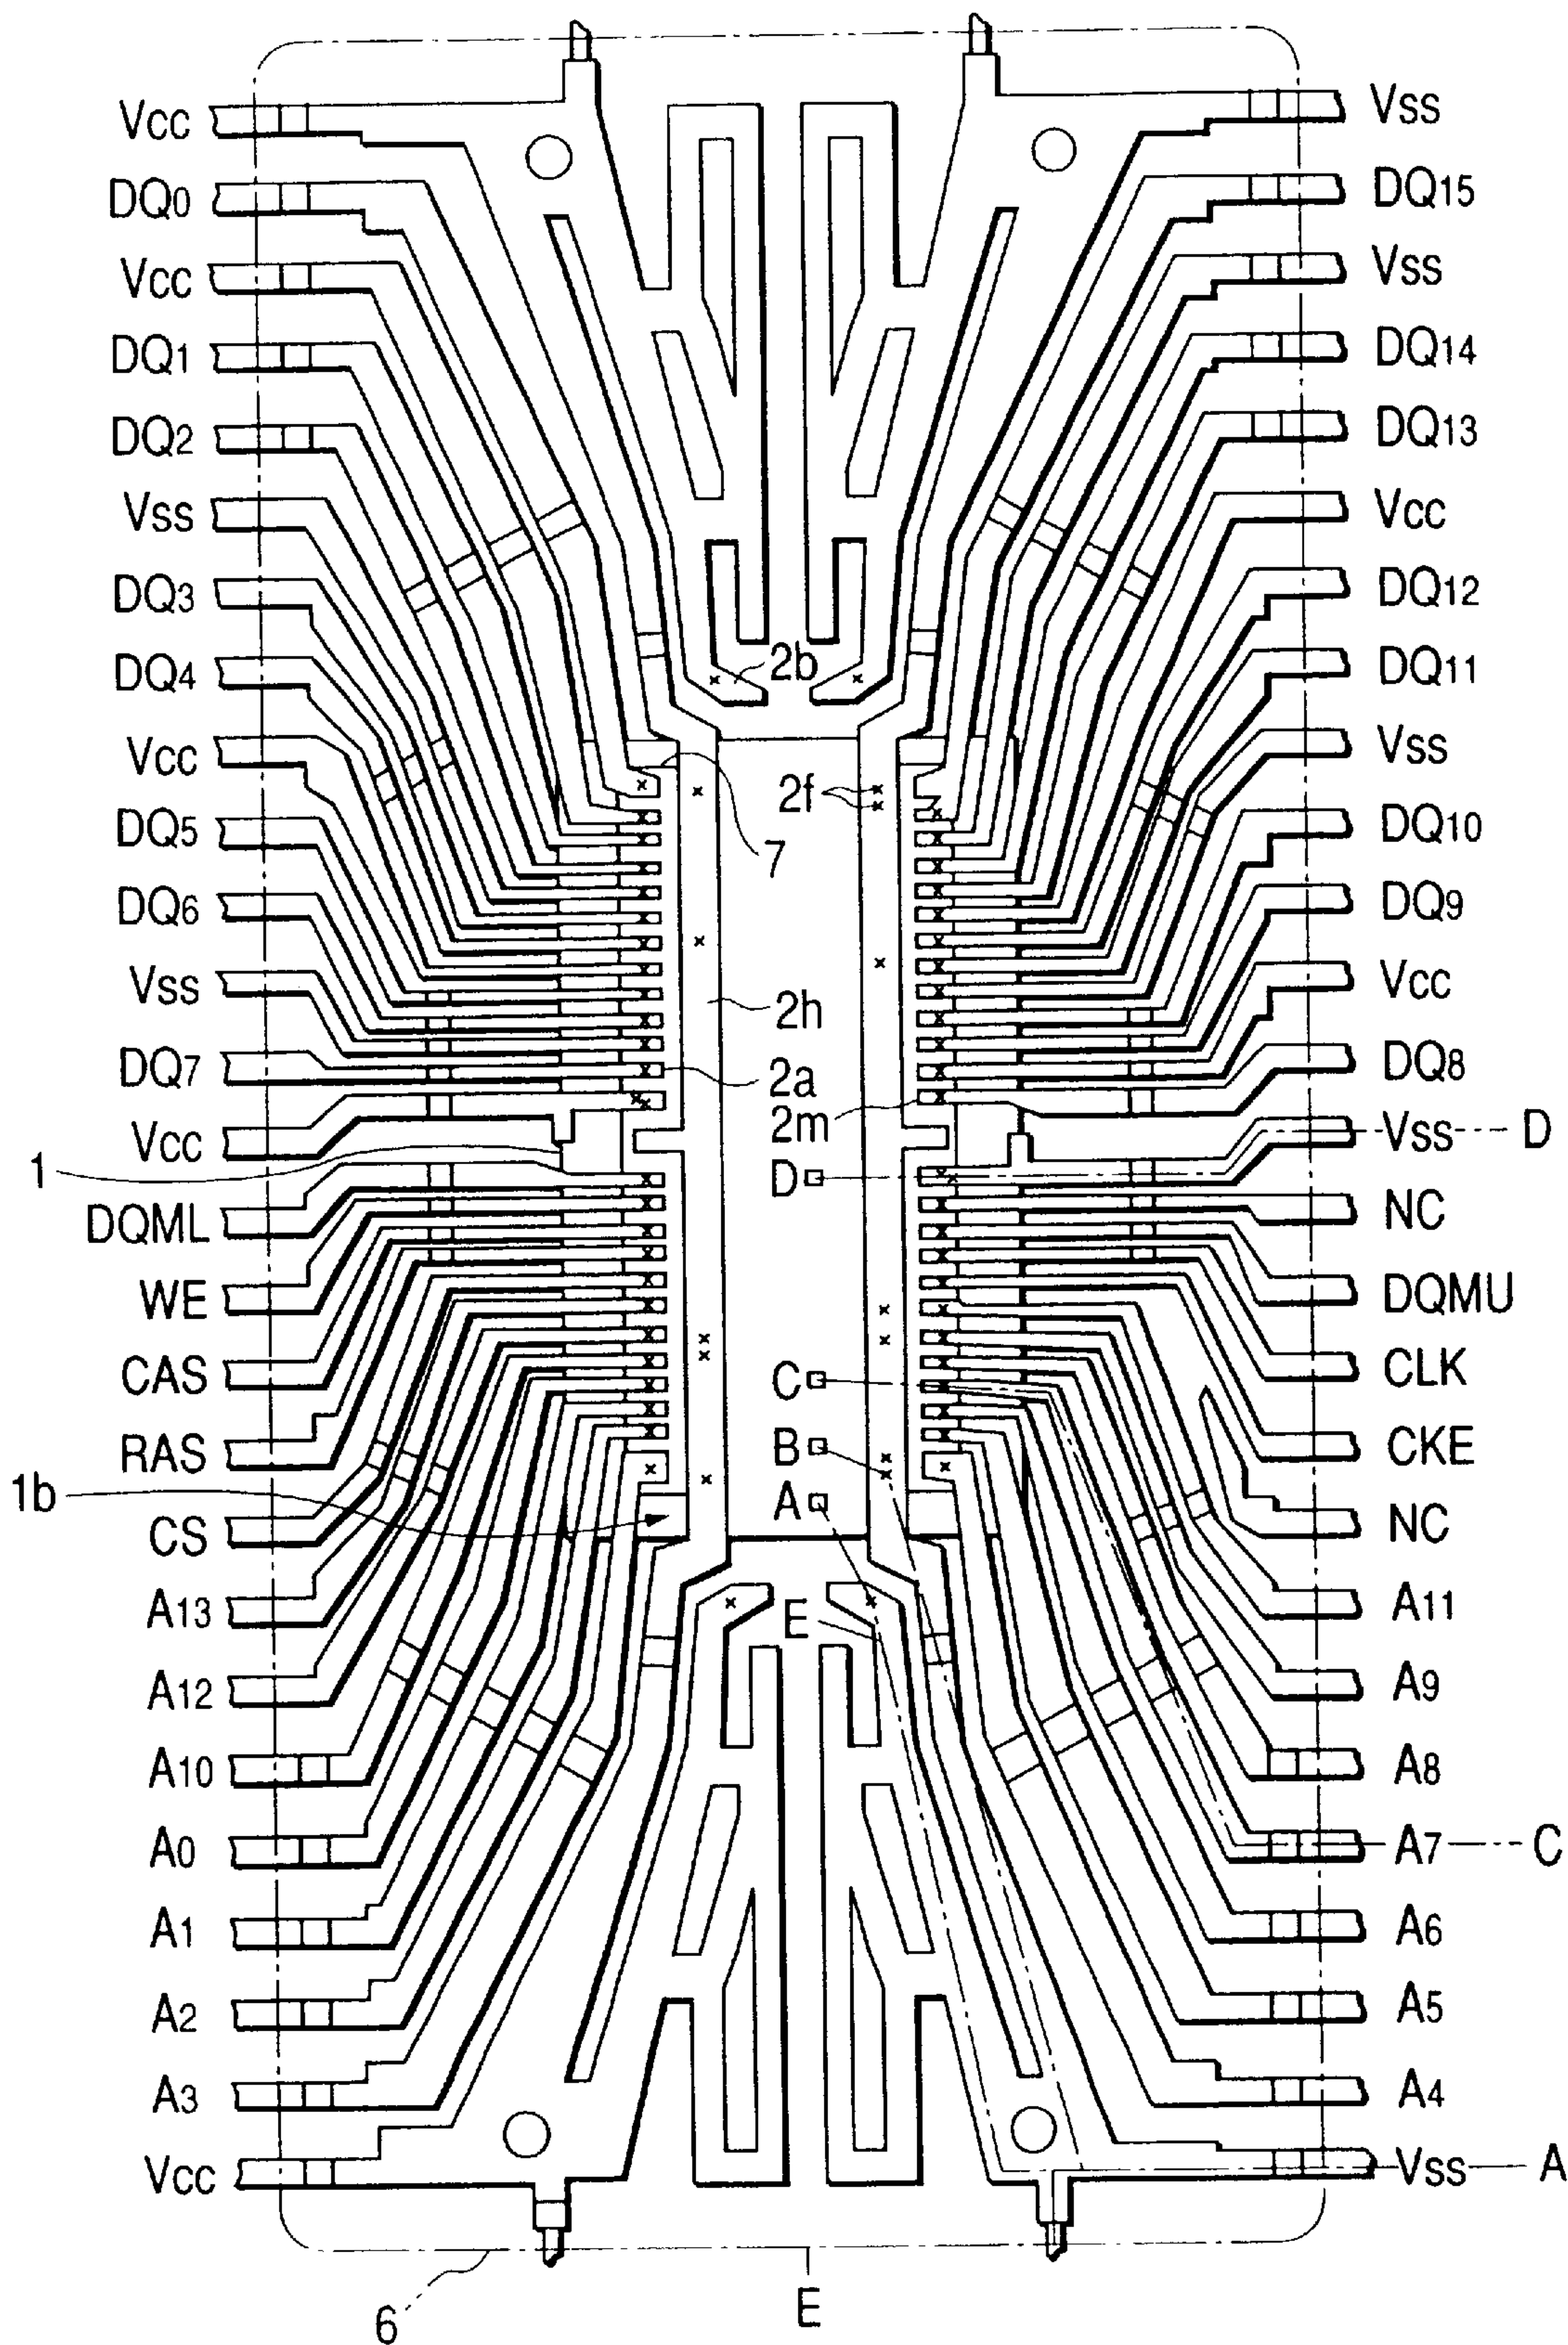 Vcc
DQ0
Vcc
DQ1
DQ2
Vss
DQ3
DQ4
Vcc
DQ5
DQ6
Vss
DQ7
Vcc
1
DQML
WE
CAS
RAS
1b
CS
A13
A12
A10
A0
A1
A2
A3
Vcc
6
2b
2f
7
2h
2a
2m
D
C
B
A
E
E
Vss
DQ15
Vss
DQ14
DQ13
Vcc
DQ12
DQ11
Vss
DQ10
DQ9
Vcc
DQ8
Vss D
NC
DQMU
CLK
CKE
NC
A11
A9
A8
A7 C
A6
A5
A4
Vss A